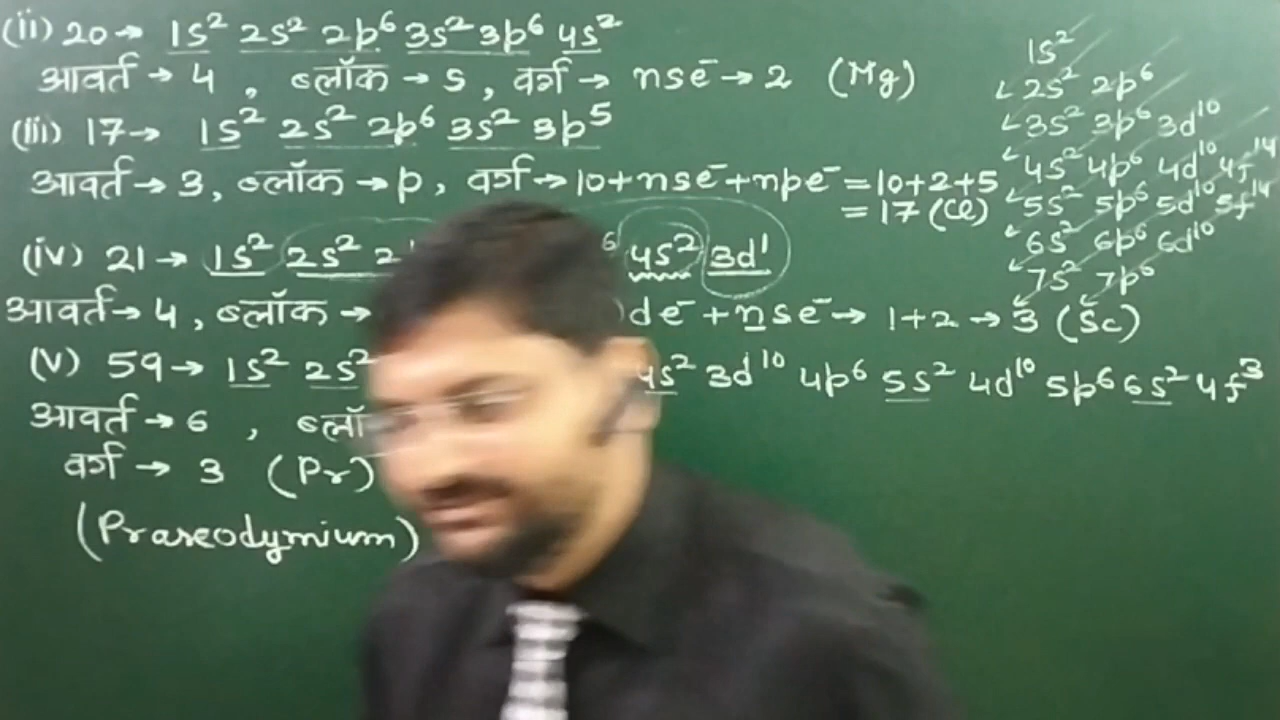 (ii) 20→ 1s² 2s² 2p⁶ 3s² 3p⁶ 4s²
आवर्त → 4 , ब्लॉक → s , वर्ग → nse⁻ → 2 (Mg)
(iii) 17→ 1s² 2s² 2p⁶ 3s² 3p⁵
आवर्त → 3 , ब्लॉक → p , वर्ग → 10+nse⁻+npe⁻ = 10+2+5
= 17 (Cl)
(iv) 21 → 1s² 2s² 2 ⁶ 4s² 3d¹
आवर्त → 4 , ब्लॉक → )de⁻ + nse⁻ → 1+2 → 3 (Sc)
(v) 59 → 1s² 2s² 4s² 3d¹⁰ 4p⁶ 5s² 4d¹⁰ 5p⁶ 6s² 4f³
आवर्त → 6 ,
वर्ग → 3 (Pr)
(Praseodymium)
1s²
2s² 2p⁶
3s² 3p⁶ 3d¹⁰
4s² 4p⁶ 4d¹⁰ 4f¹⁴
5s² 5p⁶ 5d¹⁰ 5f¹⁴
6s² 6p⁶ 6d¹⁰
7s² 7p⁶